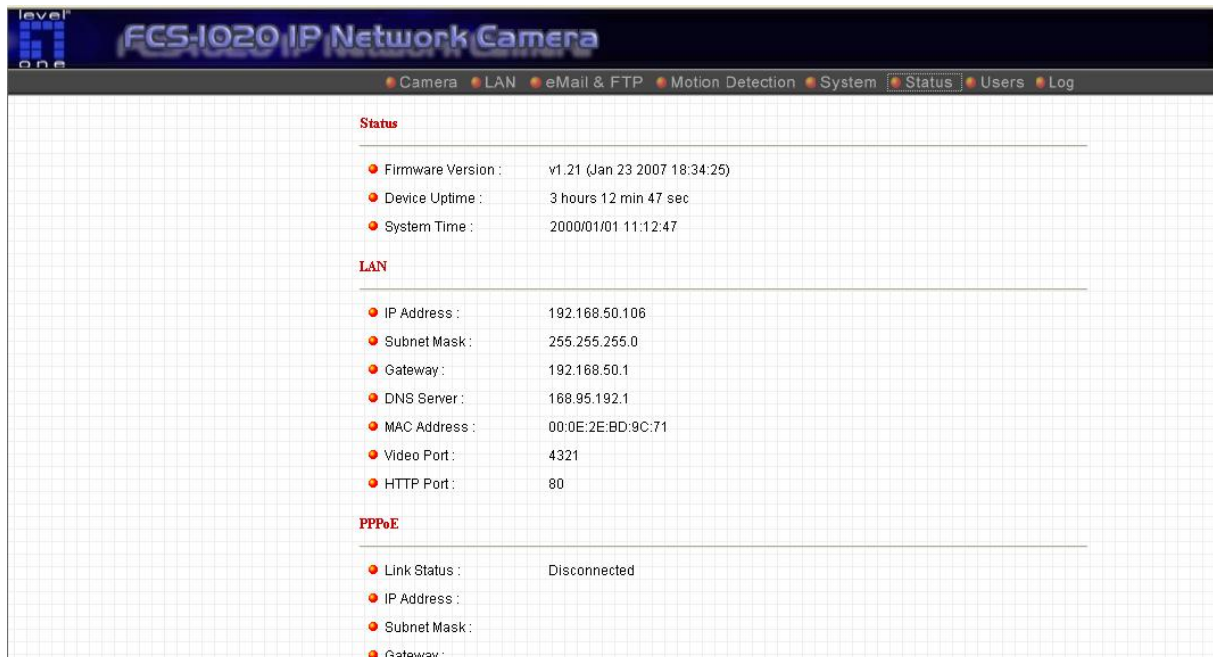 level
one
FCS-1020 IP Network Camera
Camera LAN eMail & FTP Motion Detection System Status Users Log
Status
Firmware Version : v1.21 (Jan 23 2007 18:34:25)
Device Uptime : 3 hours 12 min 47 sec
System Time : 2000/01/01 11:12:47
LAN
IP Address : 192.168.50.106
Subnet Mask : 255.255.255.0
Gateway : 192.168.50.1
DNS Server : 168.95.192.1
MAC Address : 00:0E:2E:BD:9C:71
Video Port : 4321
HTTP Port : 80
PPPoE
Link Status : Disconnected
IP Address :
Subnet Mask :
Gateway :